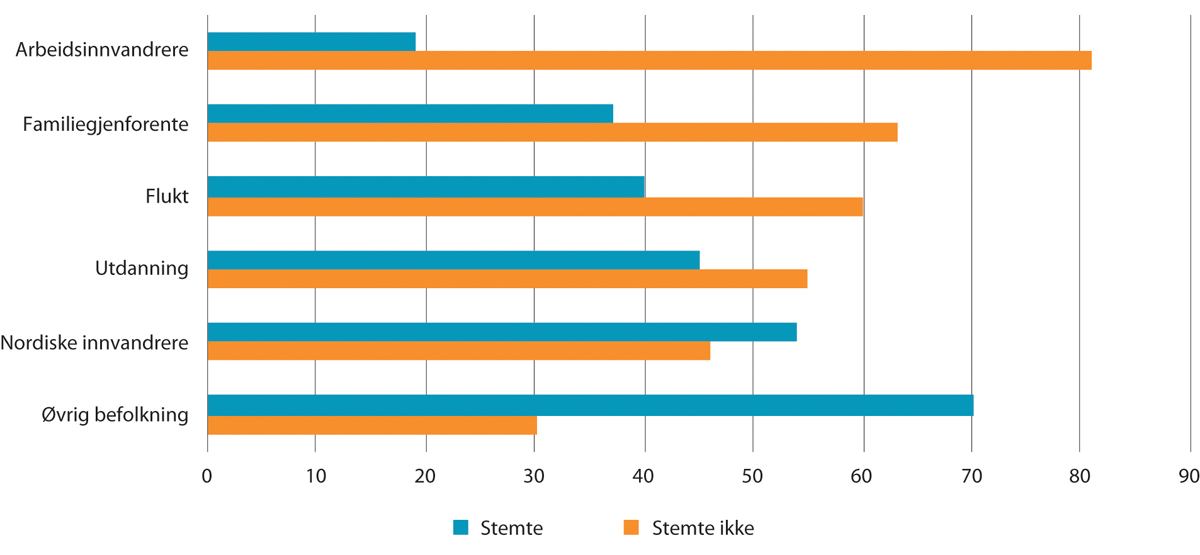 Arbeidsinnvandrere
Familiegjenforente
Flukt
Utdanning
Nordiske innvandrere
Øvrig befolkning
0 10 20 30 40 50 60 70 80 90
Stemte Stemte ikke